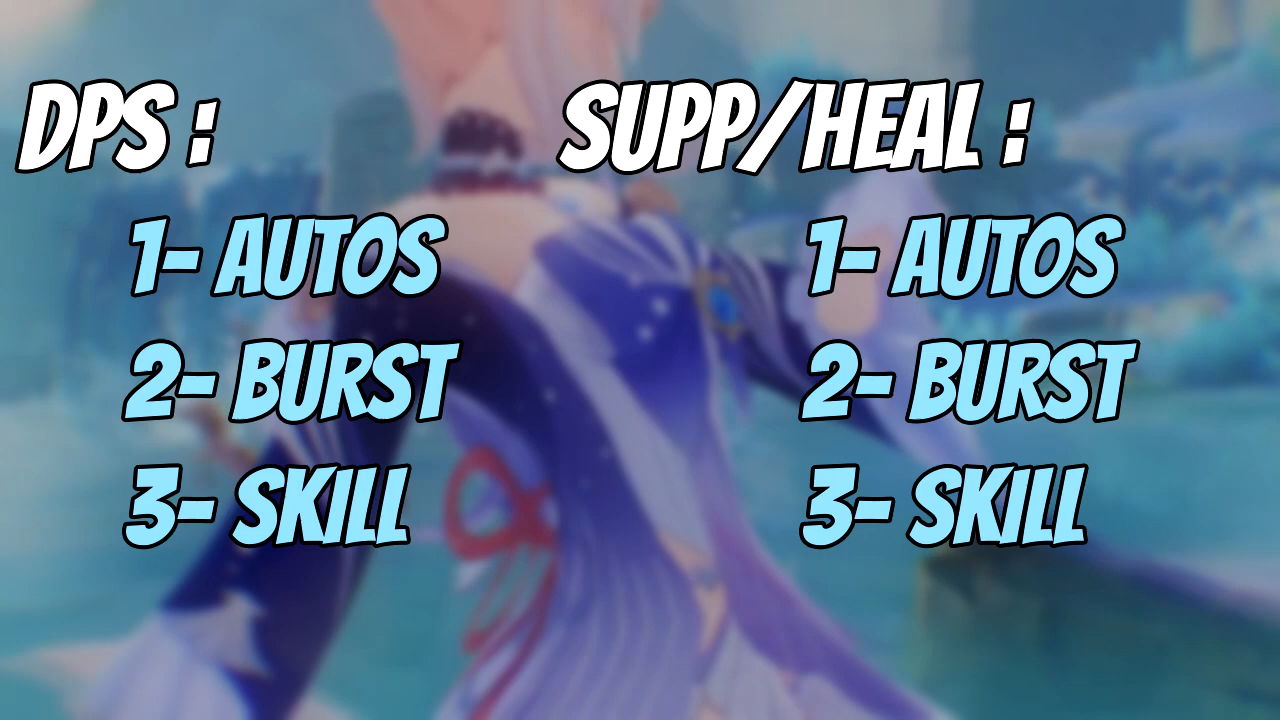 DPS :
1- AUTOS
2- BURST
3- SKILL
SUPP/HEAL :
1- AUTOS
2- BURST
3- SKILL